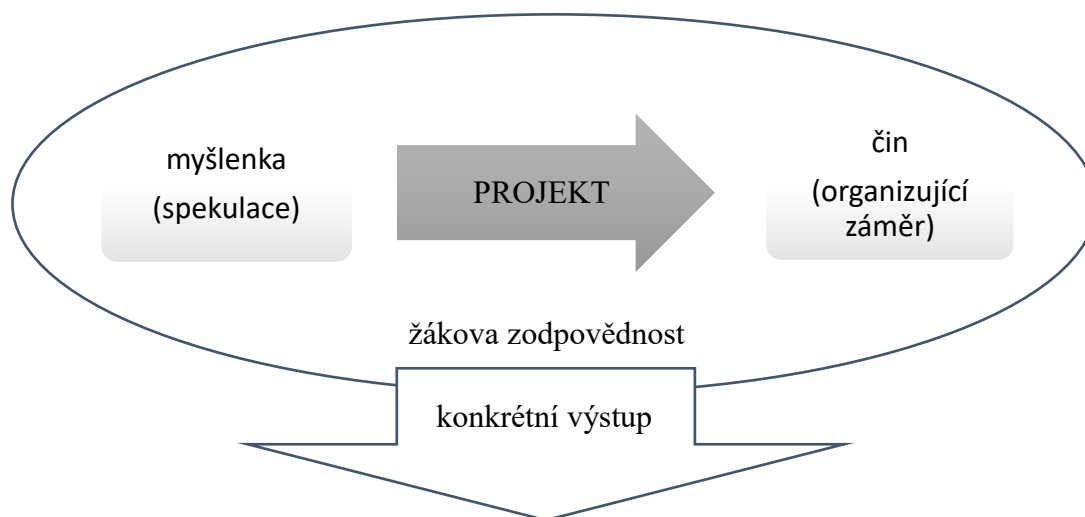 myšlenka
(spekulace)
PROJEKT
čin
(organizující
záměr)
žákova zodpovědnost
konkrétní výstup